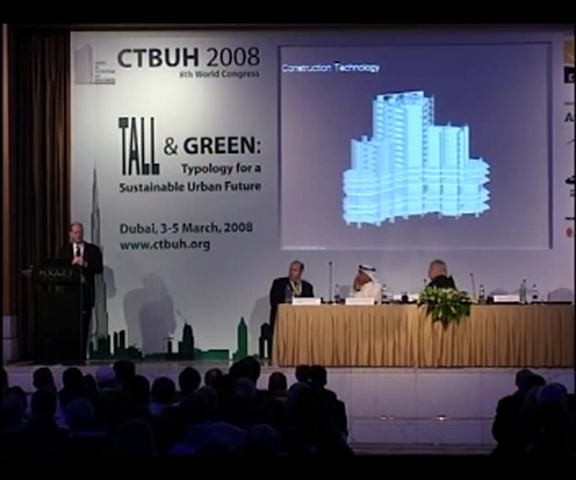 CTBUH 2008
8th World Congress
TALL & GREEN:
Typology for a
Sustainable Urban Future
Dubai, 3-5 March, 2008
www.ctbuh.org
Construction Technology